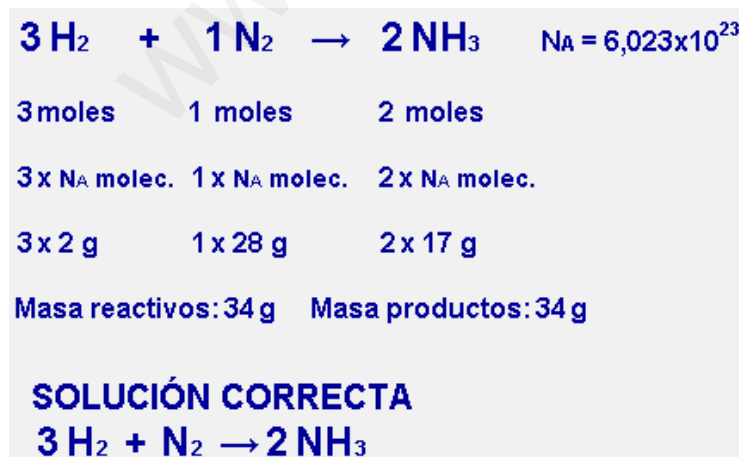 3 H₂ + 1 N₂ → 2 NH₃ NA = 6,023x10²³
3 moles 1 moles 2 moles
3 x NA molec. 1 x NA molec. 2 x NA molec.
3 x 2 g 1 x 28 g 2 x 17 g
Masa reactivos: 34 g Masa productos: 34 g
SOLUCIÓN CORRECTA
3 H₂ + N₂ → 2 NH₃